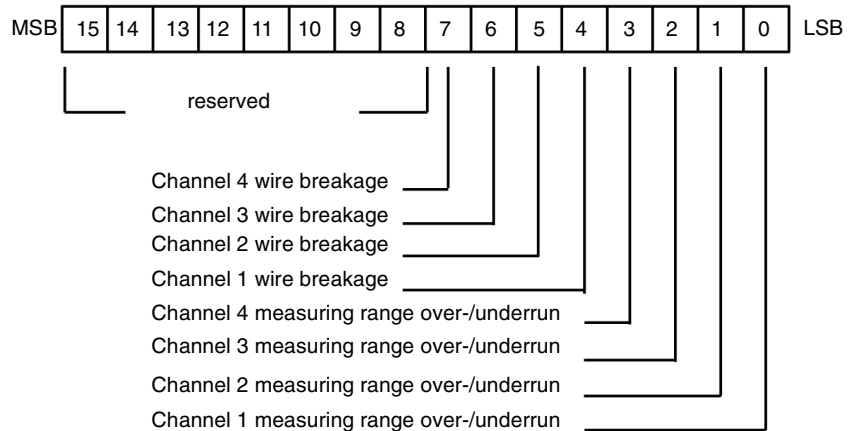 MSB 15 14 13 12 11 10 9 8 7 6 5 4 3 2 1 0 LSB
reserved
Channel 4 wire breakage
Channel 3 wire breakage
Channel 2 wire breakage
Channel 1 wire breakage
Channel 4 measuring range over-/underrun
Channel 3 measuring range over-/underrun
Channel 2 measuring range over-/underrun
Channel 1 measuring range over-/underrun